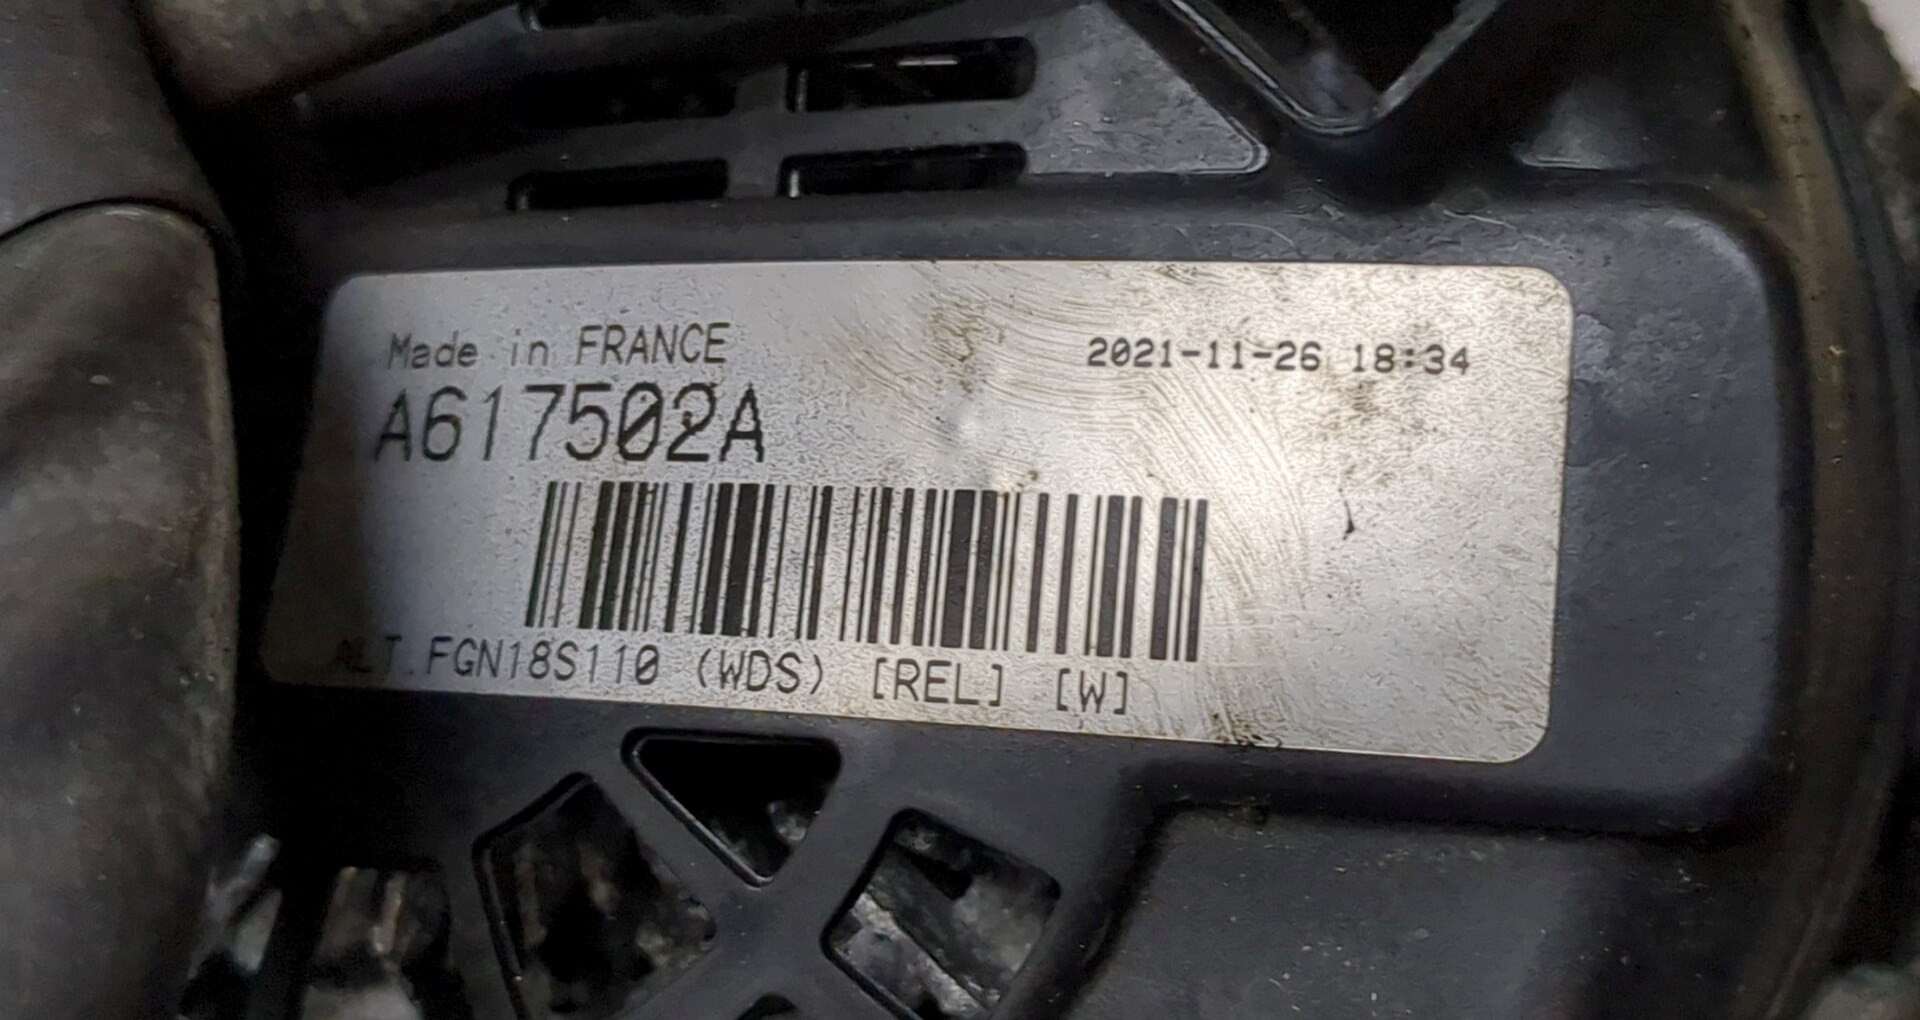 Made in FRANCE
2021-11-26 18:34
A617502A
ALT.FGN18S110 (WDS) [REL] [W]